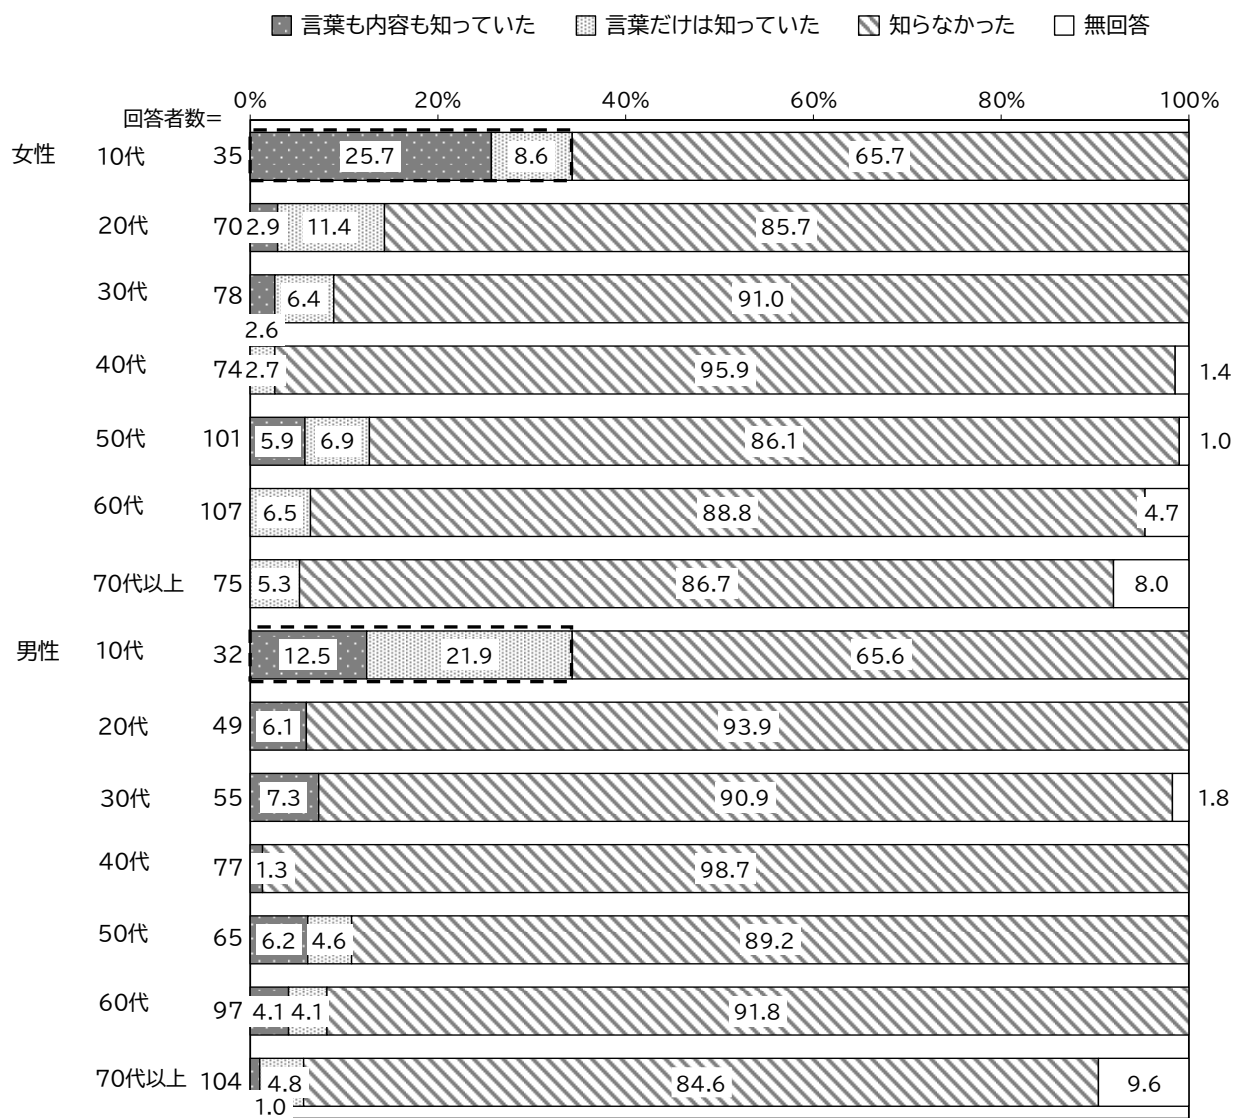 言葉も内容も知っていた 言葉だけは知っていた 知らなかった 無回答
0% 20% 40% 60% 80% 100%
回答者数=
女性 10代 35 25.7 8.6 65.7
20代 70 2.9 11.4 85.7
30代 78 6.4 91.0
2.6
40代 74 2.7 95.9 1.4
50代 101 5.9 6.9 86.1 1.0
60代 107 6.5 88.8 4.7
70代以上 75 5.3 86.7 8.0
男性 10代 32 12.5 21.9 65.6
20代 49 6.1 93.9
30代 55 7.3 90.9 1.8
40代 77 1.3 98.7
50代 65 6.2 4.6 89.2
60代 97 4.1 4.1 91.8
70代以上 104 4.8 84.6 9.6
1.0